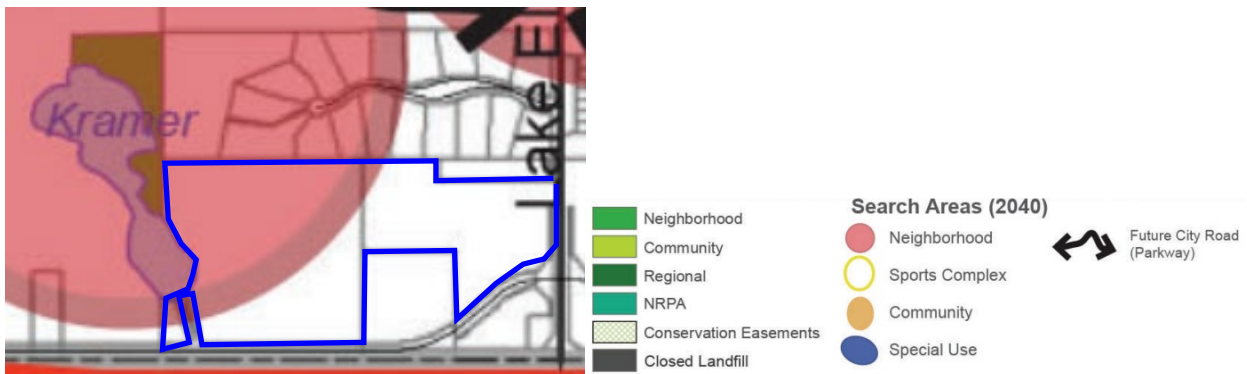 Kramer
Lake El
Neighborhood
Community
Regional
NRPA
Conservation Easements
Closed Landfill
Search Areas (2040)
Neighborhood
Sports Complex
Community
Special Use
Future City Road
(Parkway)